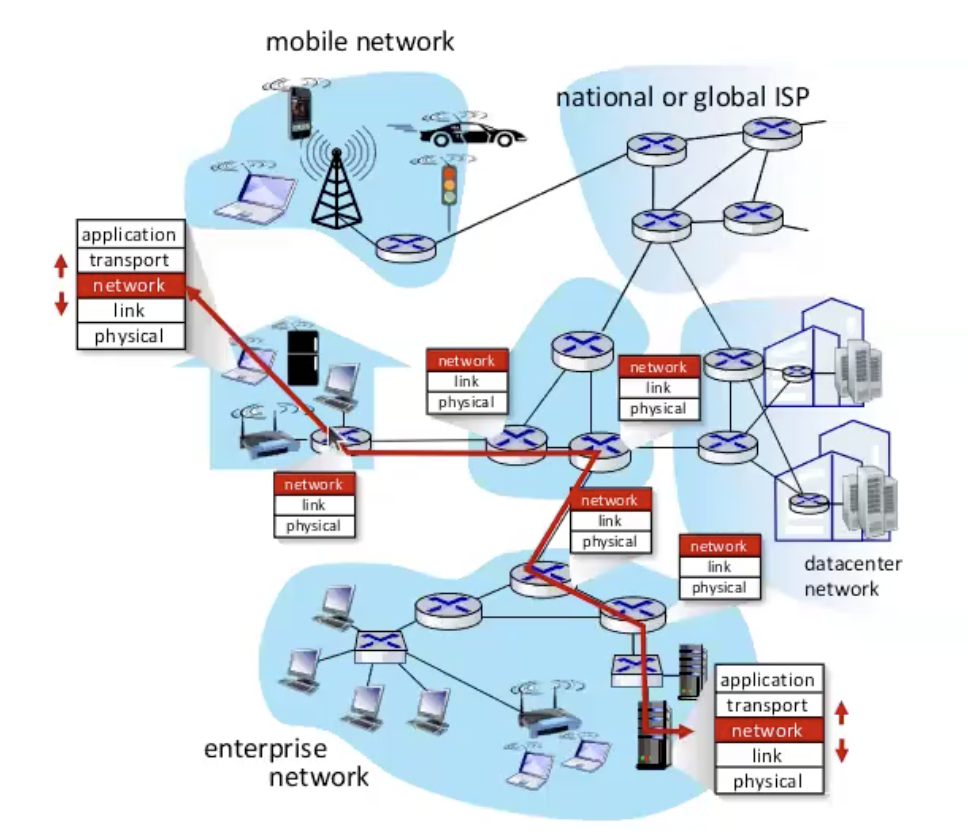 mobile network
national or global ISP
application
transport
network
link
physical
network
link
physical
network
link
physical
network
link
physical
network
link
physical
network
link
physical
datacenter
network
application
transport
network
link
physical
enterprise
network